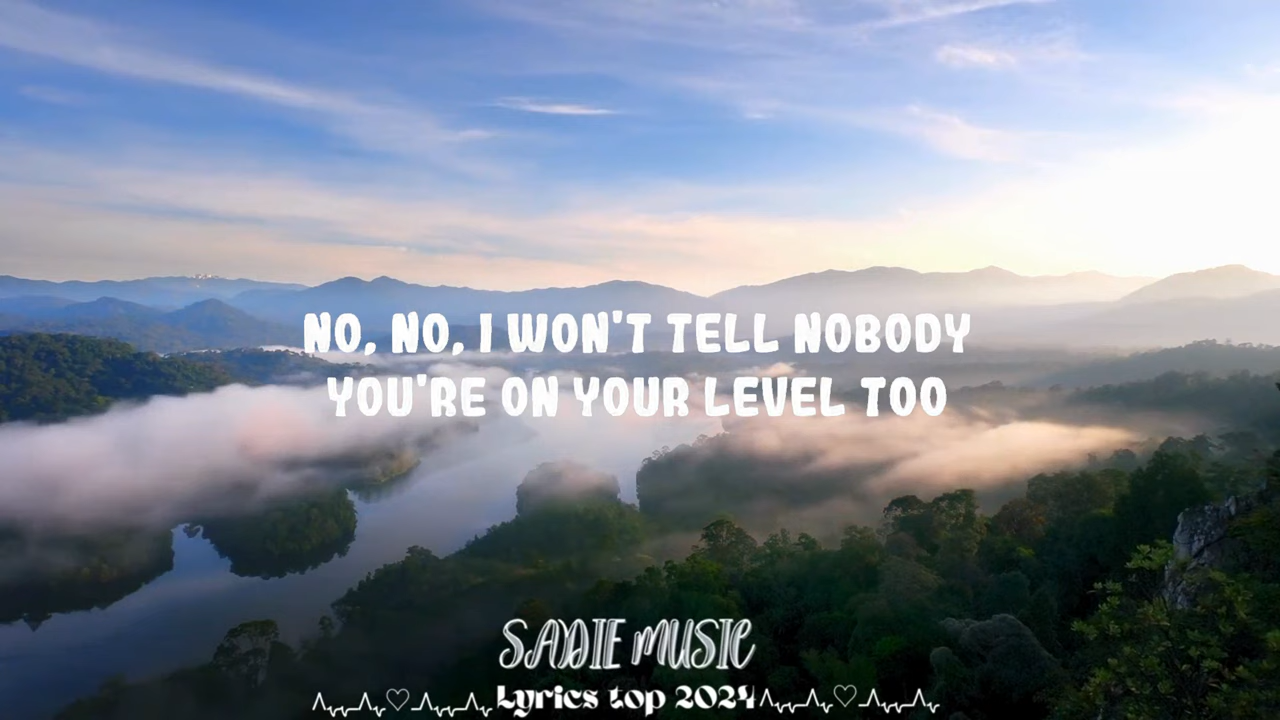 NO, NO, I WON'T TELL NOBODY
YOU'RE ON YOUR LEVEL TOO
SADIE MUSIC
Lyrics top 2024